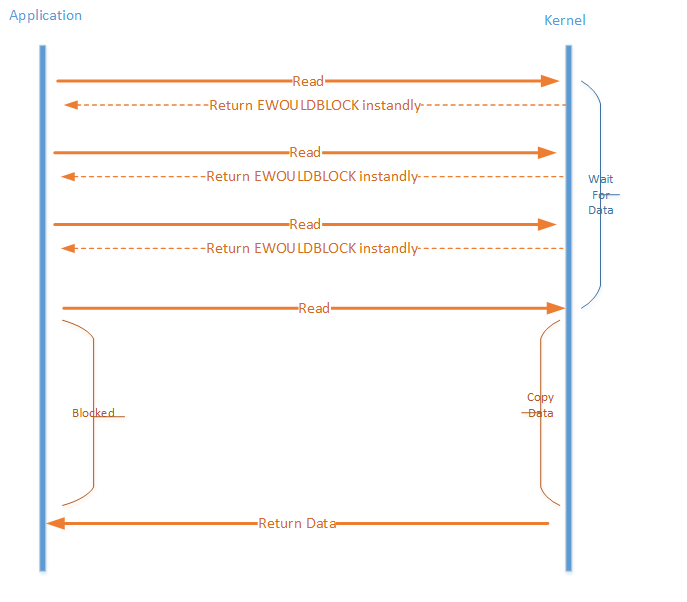 Application
Kernel
Read
Return EWOULDBLOCK instandly
Read
Return EWOULDBLOCK instandly
Wait
For
Data
Read
Return EWOULDBLOCK instandly
Read
Copy
Data
Blocked
Return Data